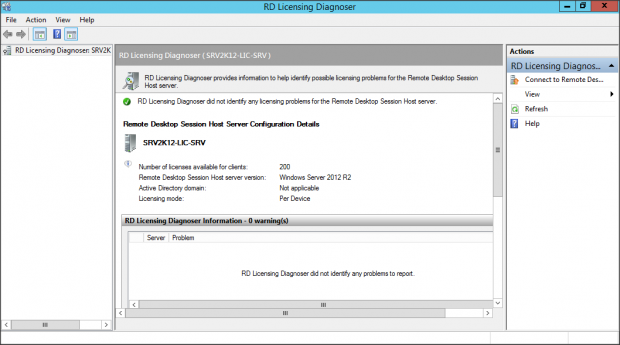 RD Licensing Diagnoser
File Action View Help
RD Licensing Diagnoser: SRV2K
RD Licensing Diagnoser ( SRV2K12-LIC-SRV )
RD Licensing Diagnoser provides information to help identify possible licensing problems for the Remote Desktop Session
Host server.
RD Licensing Diagnoser did not identify any licensing problems for the Remote Desktop Session Host server.
Remote Desktop Session Host Server Configuration Details
SRV2K12-LIC-SRV
Number of licenses available for clients: 200
Remote Desktop Session Host server version: Windows Server 2012 R2
Active Directory domain: Not applicable
Licensing mode: Per Device
RD Licensing Diagnoser Information - 0 warning(s)
Server Problem
RD Licensing Diagnoser did not identify any problems to report.
Actions
RD Licensing Diagnos...
Connect to Remote Des...
View
Refresh
Help